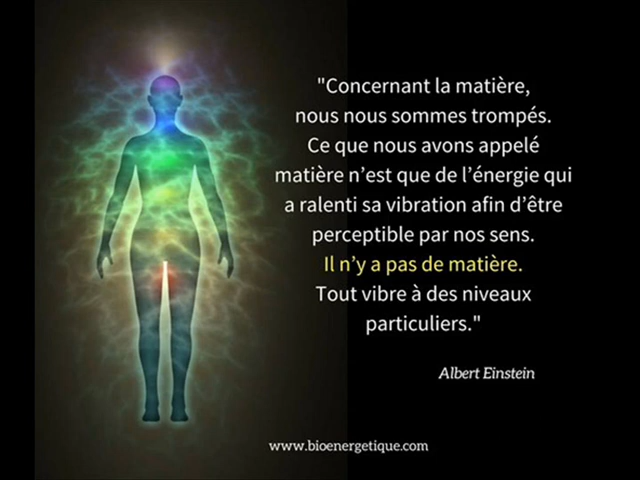 "Concernant la matière,
nous nous sommes trompés.
Ce que nous avons appelé
matière n'est que de l'énergie qui
a ralenti sa vibration afin d'être
perceptible par nos sens.
Il n'y a pas de matière.
Tout vibre à des niveaux
particuliers."
Albert Einstein
www.bioenergetique.com